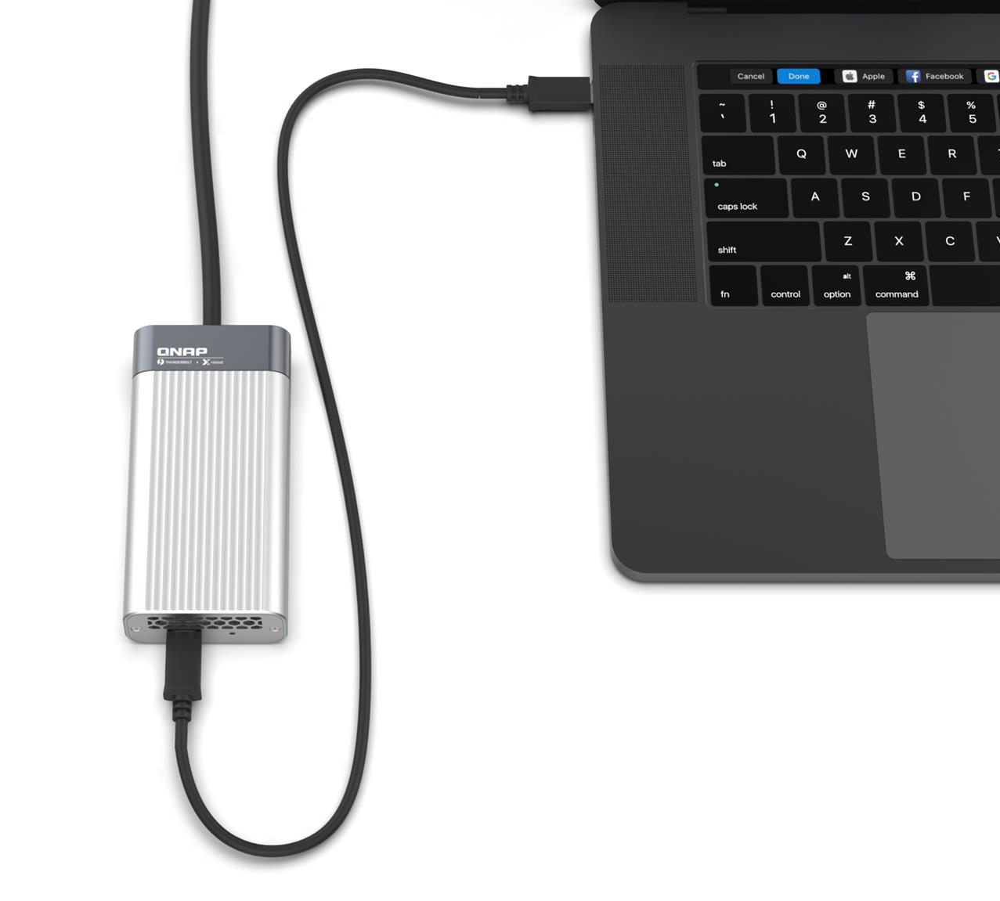 Cancel Done Apple Facebook G
~ ! @ # $ %
` 1 2 3 4 5
tab Q W E R
caps lock A S D F
shift Z X C
alt ⌘
fn control option command
QNAP
THUNDERBOLT